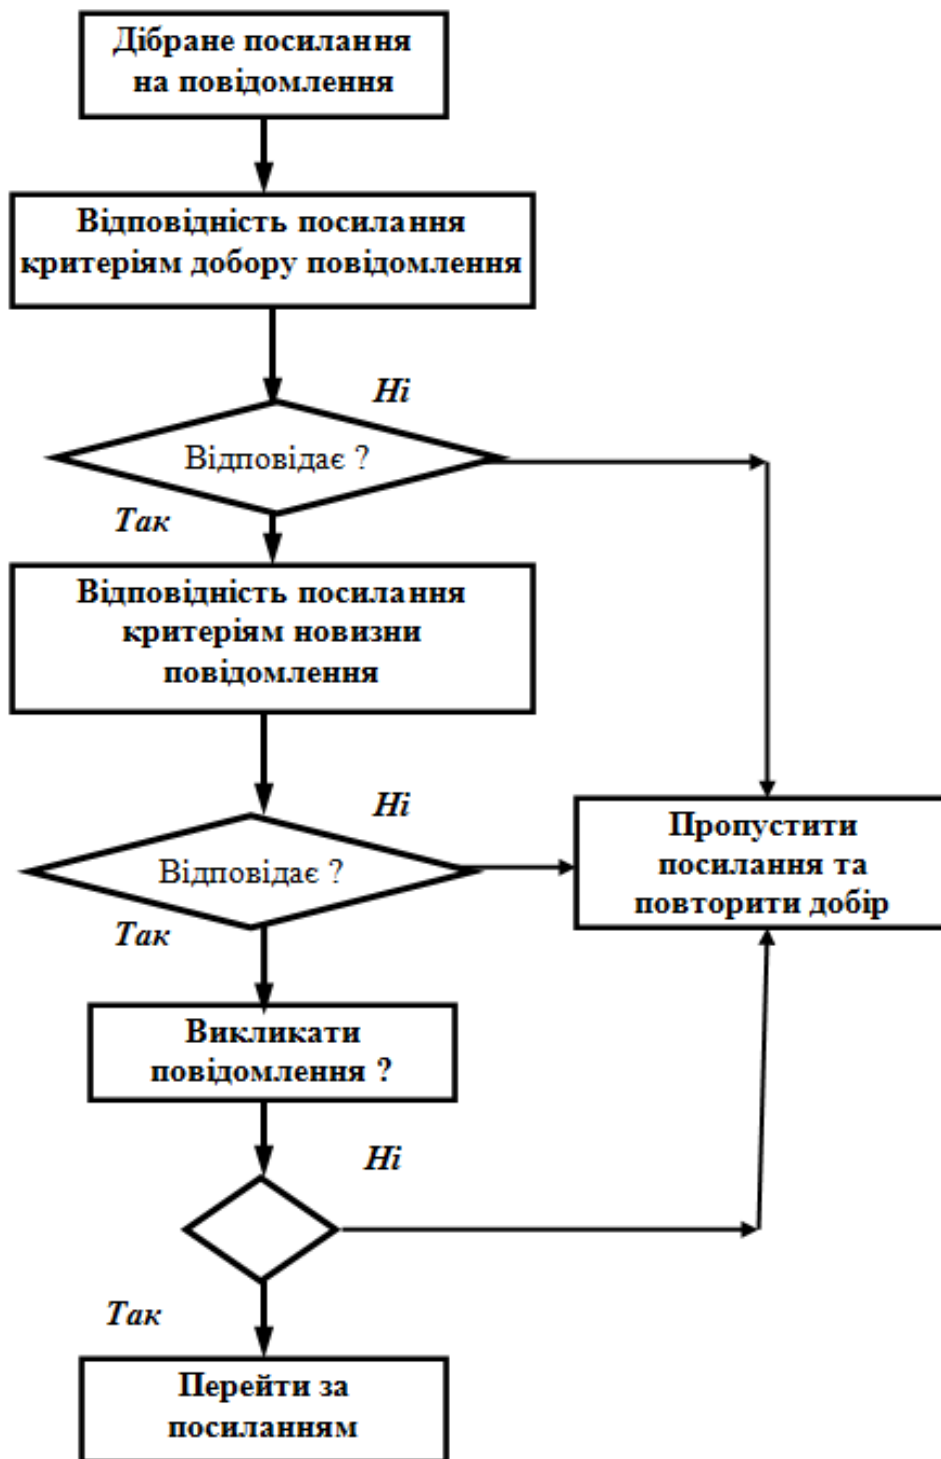 Дібране посилання
на повідомлення
Відповідність посилання
критеріям добору повідомлення
Ні
Відповідає ?
Так
Відповідність посилання
критеріям новизни
повідомлення
Ні
Відповідає ?
Пропустити
посилання та
повторити добір
Так
Викликати
повідомлення ?
Ні
Так
Перейти за
посиланням